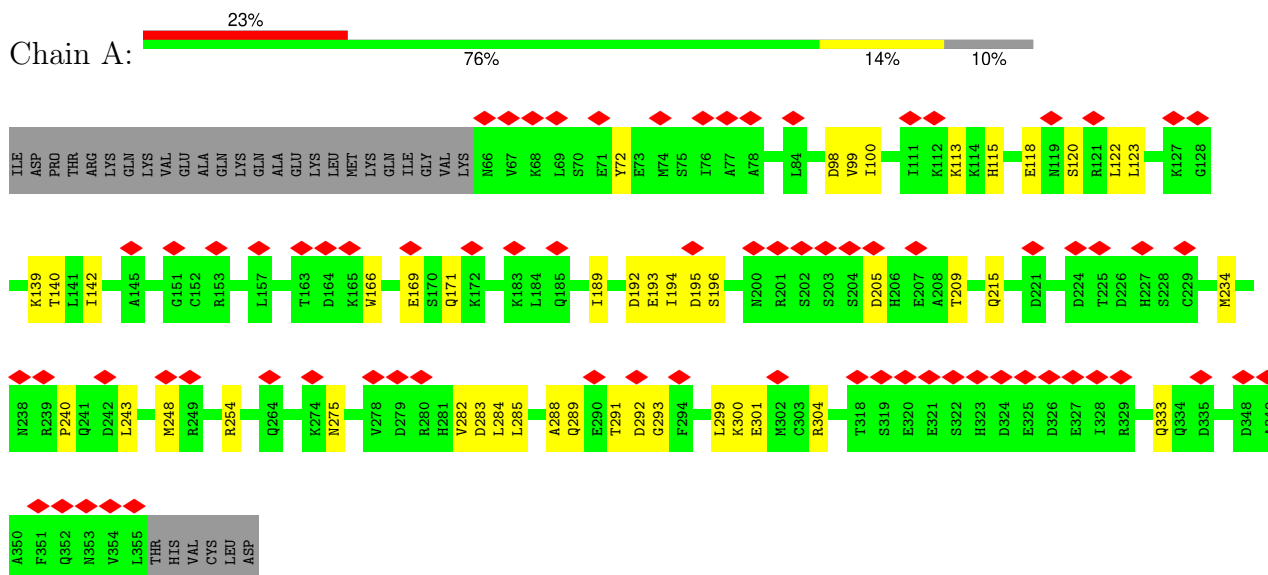 23%
Chain A:
76% 14% 10%
ILE ASP PRO THR ARG LYS GLN LYS VAL GLU ALA GLN LYS GLN ALA GLU LYS LEU MET LYS GLN ILE GLY VAL LYS N66 V67 K68 L69 S70 E71 Y72 E73 M74 S75 I76 A77 A78 L84 D98 V99 I100 I111 K112 K113 K114 H115 E118 N119 S120 R121 L122 L123 K127 G128
K139 T140 L141 I142 A145 G151 C152 R153 L157 T163 D164 K165 W166 E169 S170 Q171 K172 K183 L184 Q185 I189 D192 E193 I194 D195 S196 N200 R201 S202 S203 S204 D205 H206 E207 A208 T209 Q215 D221 D224 T225 D226 H227 S228 C229 M234
N238 R239 P240 Q241 D242 L243 M248 R249 R254 Q264 K274 N275 V278 D279 R280 H281 V282 D283 L284 L285 A288 Q289 E290 T291 D292 G293 F294 L299 K300 E301 M302 C303 R304 T318 S319 E320 E321 S322 H323 D324 E325 D326 E327 I328 R329 Q333 Q334 D335 D348
A350 F351 Q352 N353 V354 L355 THR HIS VAL CYS LEU ASP